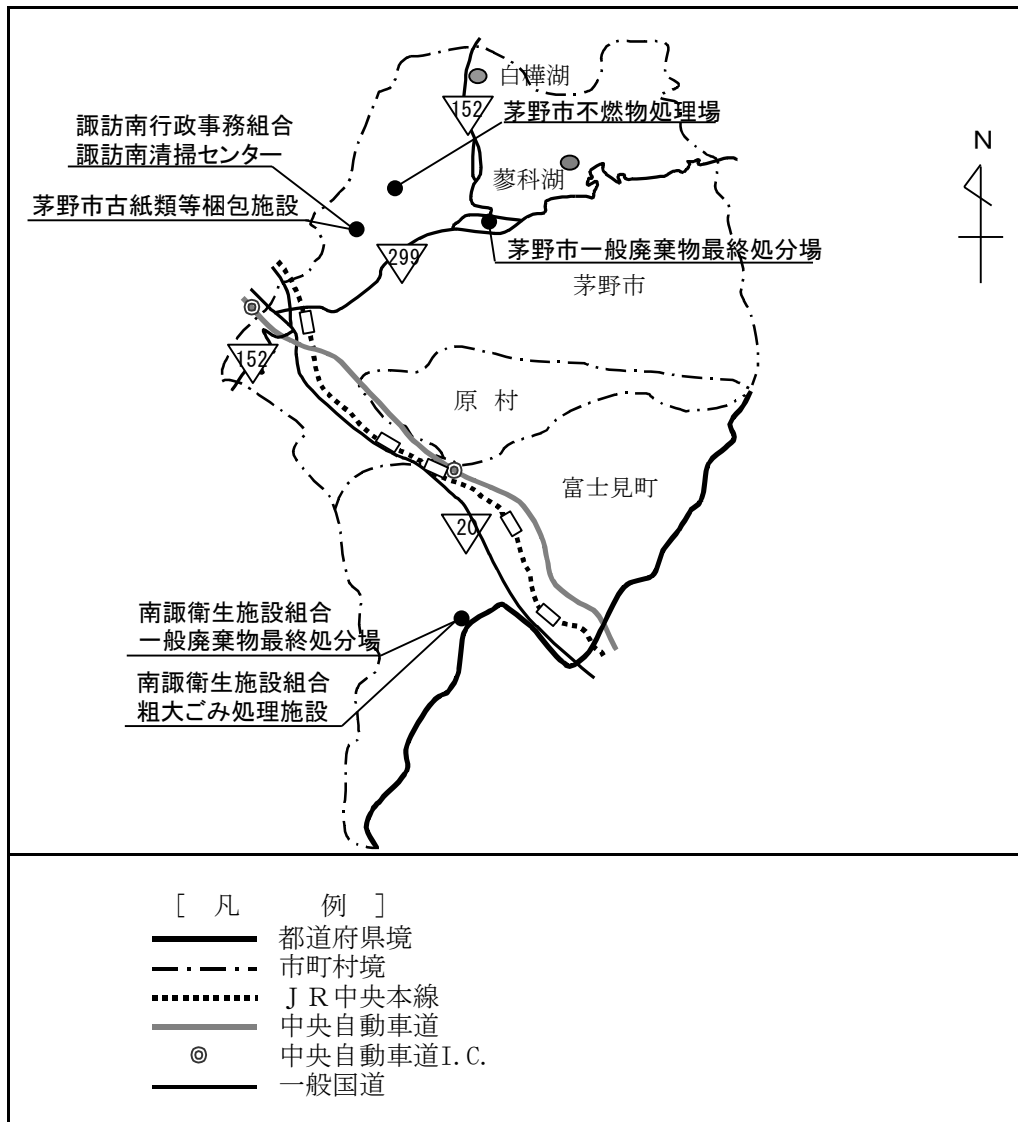 白樺湖
152
茅野市不燃物処理場
諏訪南行政事務組合
諏訪南清掃センター
N
蓼科湖
茅野市古紙類等梱包施設
茅野市一般廃棄物最終処分場
299
茅野市
152
原 村
富士見町
20
南諏衛生施設組合
一般廃棄物最終処分場
南諏衛生施設組合
粗大ごみ処理施設
[ 凡 例 ]
都道府県境
市町村境
ＪＲ中央本線
中央自動車道
中央自動車道I.C.
一般国道